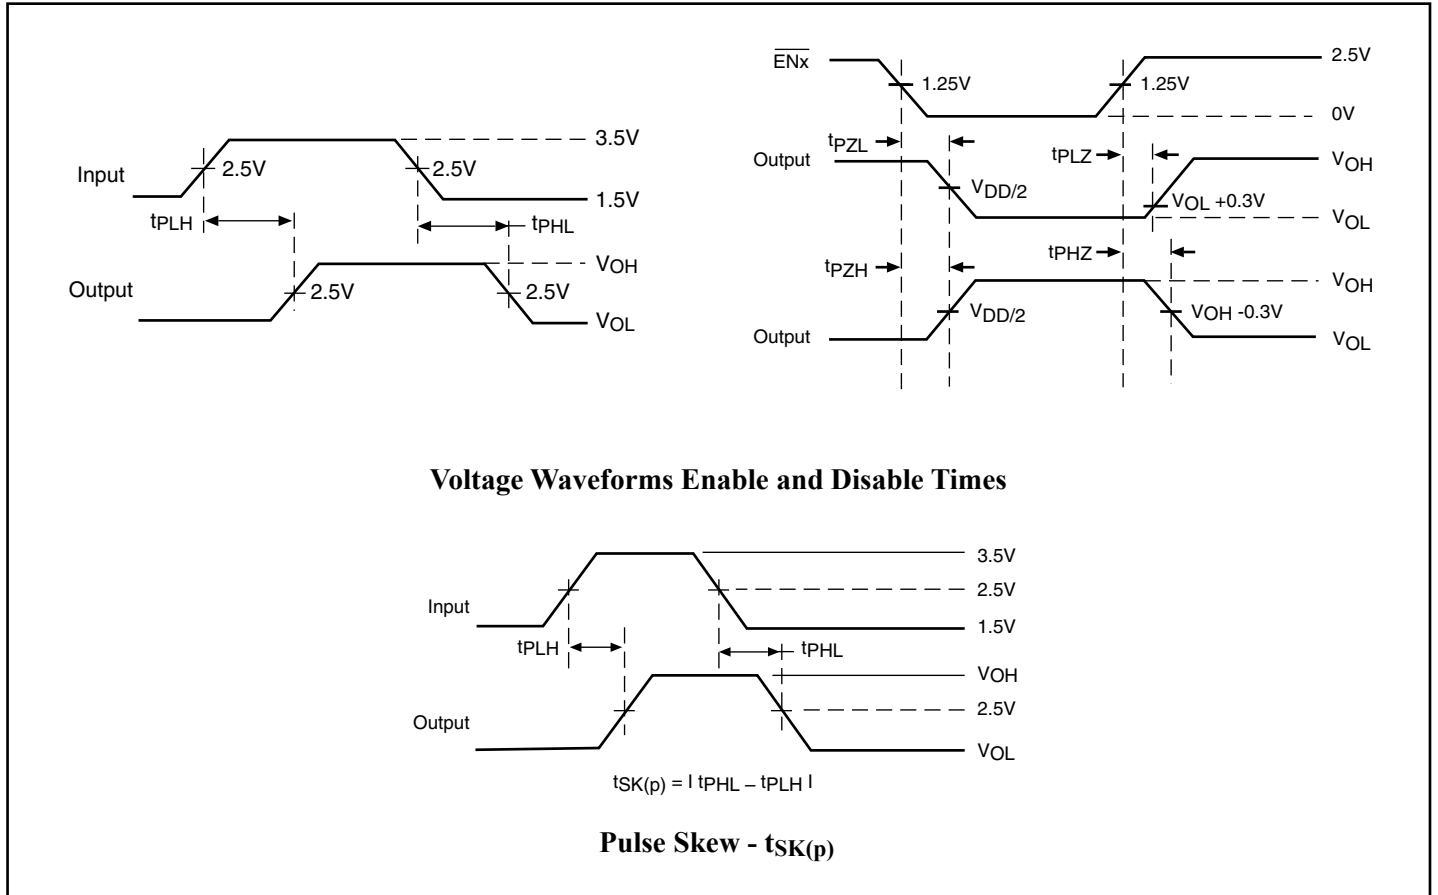 3.5V
Input
2.5V
2.5V
1.5V
tPLH
tPHL
VOH
Output
2.5V
2.5V
VOL
ENx
2.5V
1.25V
1.25V
0V
tPZL
Output
tPLZ
VOH
VDD/2
VOL +0.3V
VOL
tPHZ
tPZH
VOH
VDD/2
VOH -0.3V
Output
VOL
Voltage Waveforms Enable and Disable Times
3.5V
2.5V
Input
1.5V
tPLH
tPHL
VOH
2.5V
Output
VOL
tSK(p) = I tPHL – tPLH I
Pulse Skew - tSK(p)